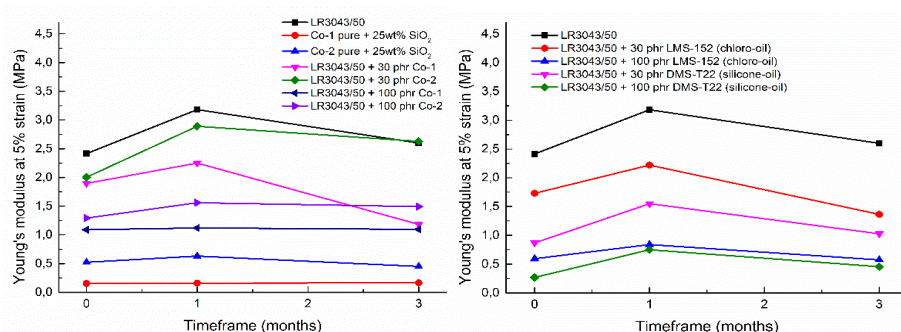 Young's modulus at 5% strain (MPa)
4,5
4,0
3,5
3,0
2,5
2,0
1,5
1,0
0,5
0,0
LR3043/50
Co-1 pure + 25wt% SiO₂
Co-2 pure + 25wt% SiO₂
LR3043/50 + 30 phr Co-1
LR3043/50 + 30 phr Co-2
LR3043/50 + 100 phr Co-1
LR3043/50 + 100 phr Co-2
0 1 2 3
Timeframe (months)
Young's modulus at 5% strain (MPa)
4,5
4,0
3,5
3,0
2,5
2,0
1,5
1,0
0,5
0,0
LR3043/50
LR3043/50 + 30 phr LMS-152 (chloro-oil)
LR3043/50 + 100 phr LMS-152 (chloro-oil)
LR3043/50 + 30 phr DMS-T22 (silicone-oil)
LR3043/50 + 100 phr DMS-T22 (silicone-oil)
0 1 2 3
Timeframe (months)